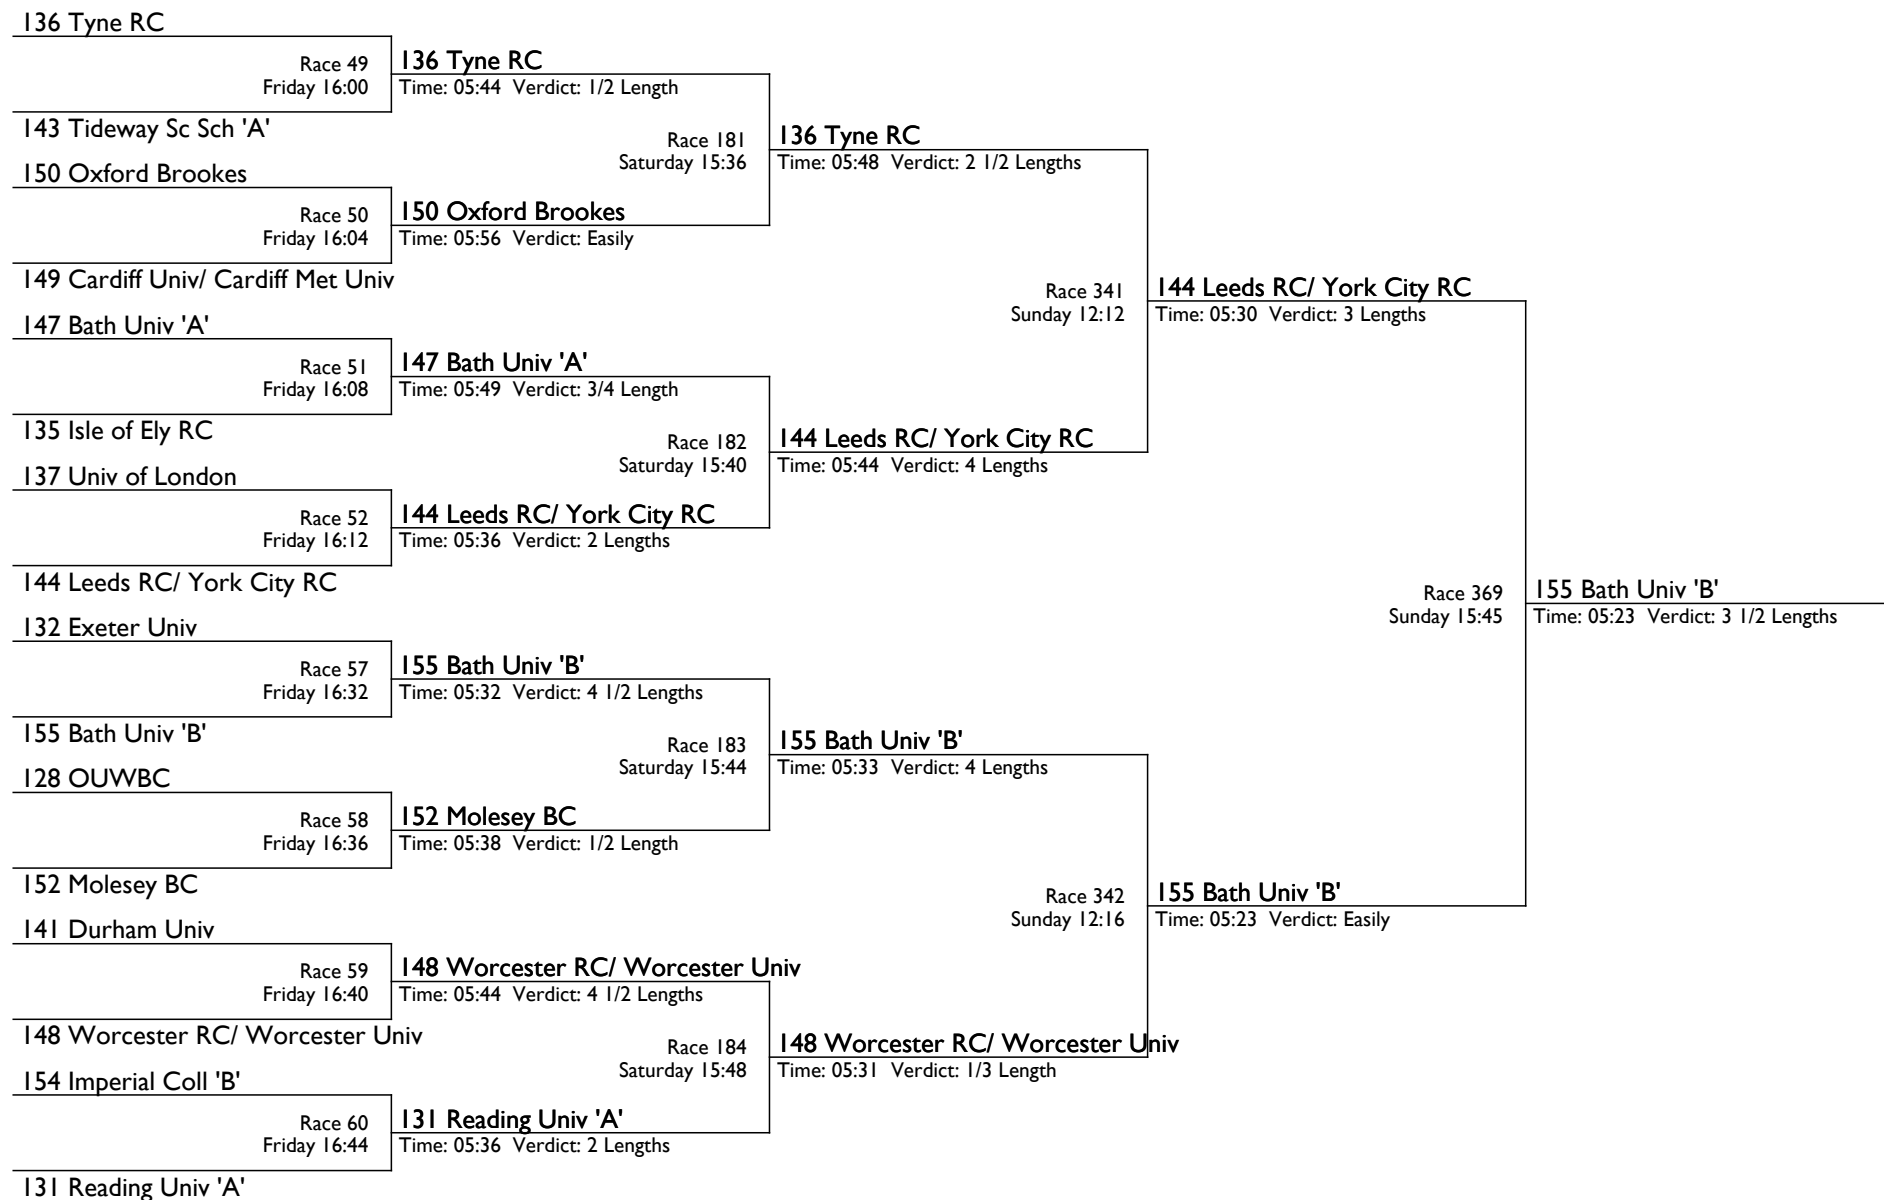 136 Tyne RC
Race 49
Friday 16:00
136 Tyne RC
Time: 05:44 Verdict: 1/2 Length
143 Tideway Sc Sch 'A'
Race 181
Saturday 15:36
136 Tyne RC
Time: 05:48 Verdict: 2 1/2 Lengths
150 Oxford Brookes
Race 50
Friday 16:04
150 Oxford Brookes
Time: 05:56 Verdict: Easily
149 Cardiff Univ/ Cardiff Met Univ
Race 341
Sunday 12:12
144 Leeds RC/ York City RC
Time: 05:30 Verdict: 3 Lengths
147 Bath Univ 'A'
Race 51
Friday 16:08
147 Bath Univ 'A'
Time: 05:49 Verdict: 3/4 Length
135 Isle of Ely RC
Race 182
Saturday 15:40
144 Leeds RC/ York City RC
Time: 05:44 Verdict: 4 Lengths
137 Univ of London
Race 52
Friday 16:12
144 Leeds RC/ York City RC
Time: 05:36 Verdict: 2 Lengths
144 Leeds RC/ York City RC
Race 369
Sunday 15:45
155 Bath Univ 'B'
Time: 05:23 Verdict: 3 1/2 Lengths
132 Exeter Univ
Race 57
Friday 16:32
155 Bath Univ 'B'
Time: 05:32 Verdict: 4 1/2 Lengths
155 Bath Univ 'B'
Race 183
Saturday 15:44
155 Bath Univ 'B'
Time: 05:33 Verdict: 4 Lengths
128 OUWBC
Race 58
Friday 16:36
152 Molesey BC
Time: 05:38 Verdict: 1/2 Length
152 Molesey BC
Race 342
Sunday 12:16
155 Bath Univ 'B'
Time: 05:23 Verdict: Easily
141 Durham Univ
Race 59
Friday 16:40
148 Worcester RC/ Worcester Univ
Time: 05:44 Verdict: 4 1/2 Lengths
148 Worcester RC/ Worcester Univ
Race 184
Saturday 15:48
148 Worcester RC/ Worcester Univ
Time: 05:31 Verdict: 1/3 Length
154 Imperial Coll 'B'
Race 60
Friday 16:44
131 Reading Univ 'A'
Time: 05:36 Verdict: 2 Lengths
131 Reading Univ 'A'